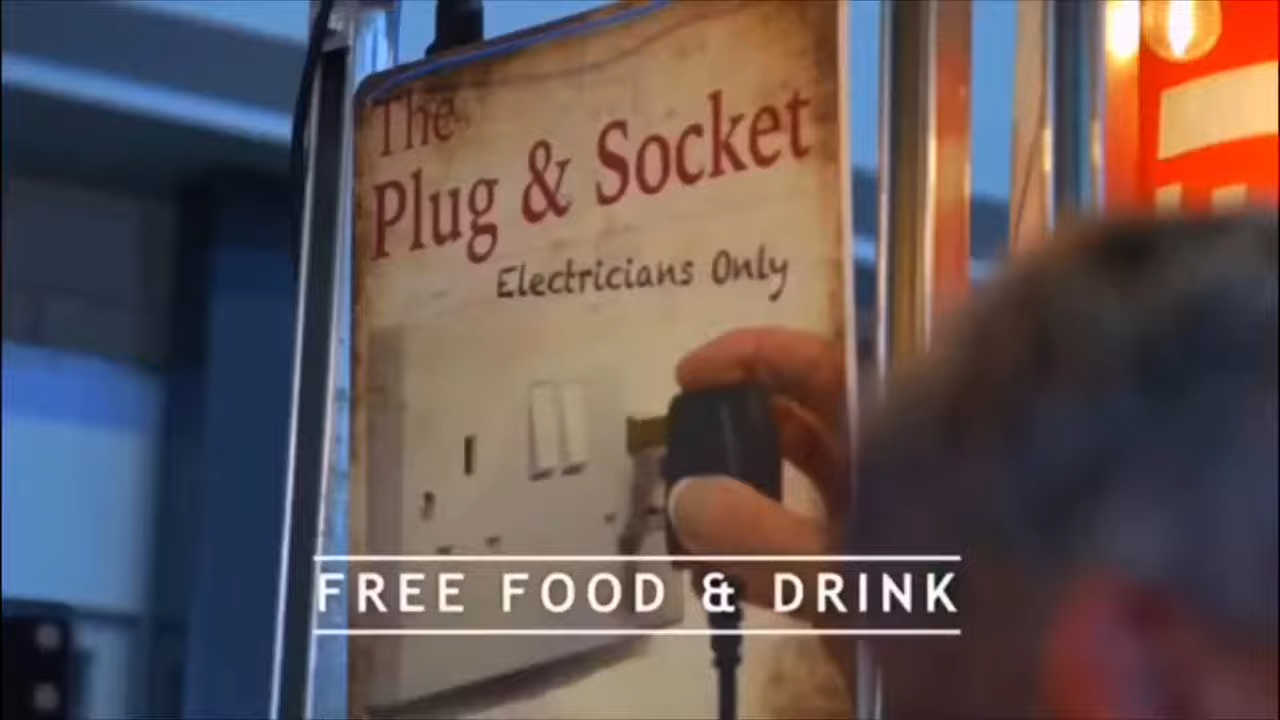 The
Plug & Socket
Electricians Only
FREE FOOD & DRINK